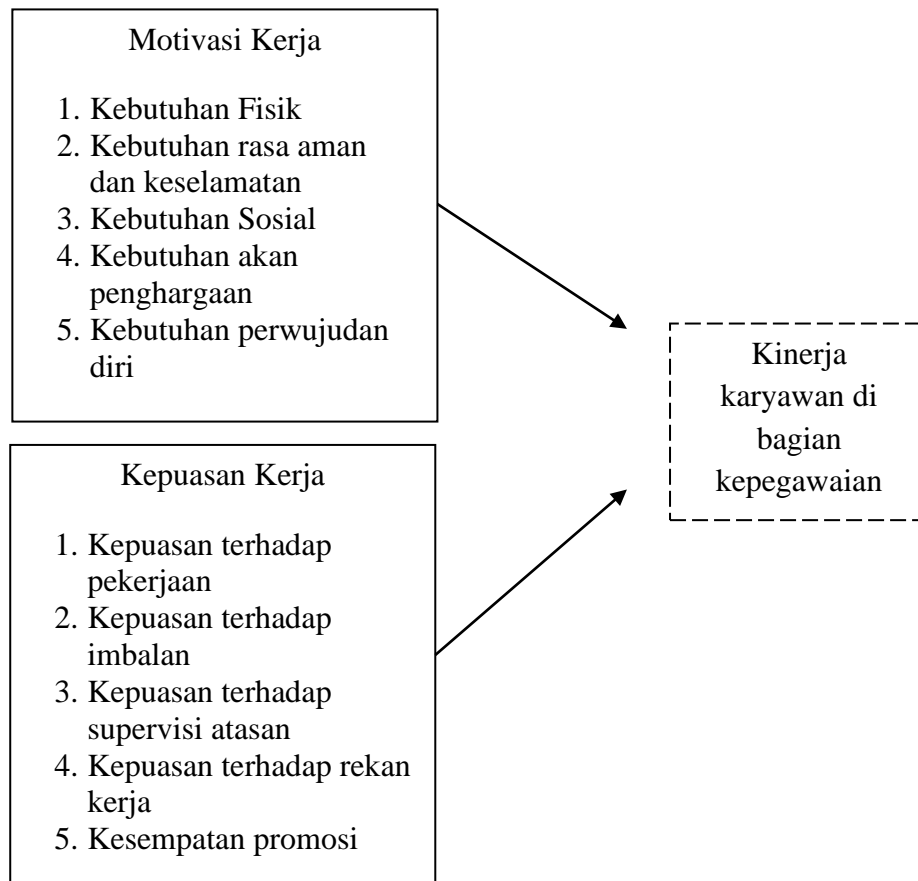 Motivasi Kerja
1. Kebutuhan Fisik
2. Kebutuhan rasa aman
dan keselamatan
3. Kebutuhan Sosial
4. Kebutuhan akan
penghargaan
5. Kebutuhan perwujudan
diri
Kepuasan Kerja
1. Kepuasan terhadap
pekerjaan
2. Kepuasan terhadap
imbalan
3. Kepuasan terhadap
supervisi atasan
4. Kepuasan terhadap rekan
kerja
5. Kesempatan promosi
Kinerja
karyawan di
bagian
kepegawaian